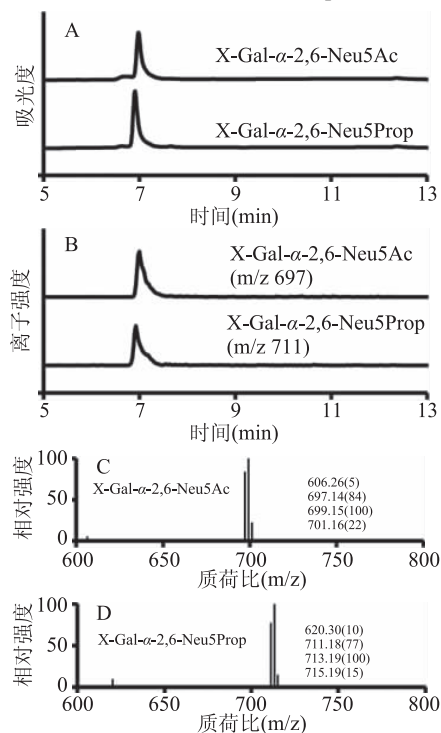 A
X-Gal-α-2,6-Neu5Ac
X-Gal-α-2,6-Neu5Prop
吸光度
5 7 9 11 13
时间(min)
B
X-Gal-α-2,6-Neu5Ac
(m/z 697)
X-Gal-α-2,6-Neu5Prop
(m/z 711)
离子强度
5 7 9 11 13
时间(min)
C
X-Gal-α-2,6-Neu5Ac
606.26(5)
697.14(84)
699.15(100)
701.16(22)
相对强度
100
50
0
600 650 700 750 800
质荷比(m/z)
D
X-Gal-α-2,6-Neu5Prop
620.30(10)
711.18(77)
713.19(100)
715.19(15)
相对强度
100
50
0
600 650 700 750 800
质荷比(m/z)